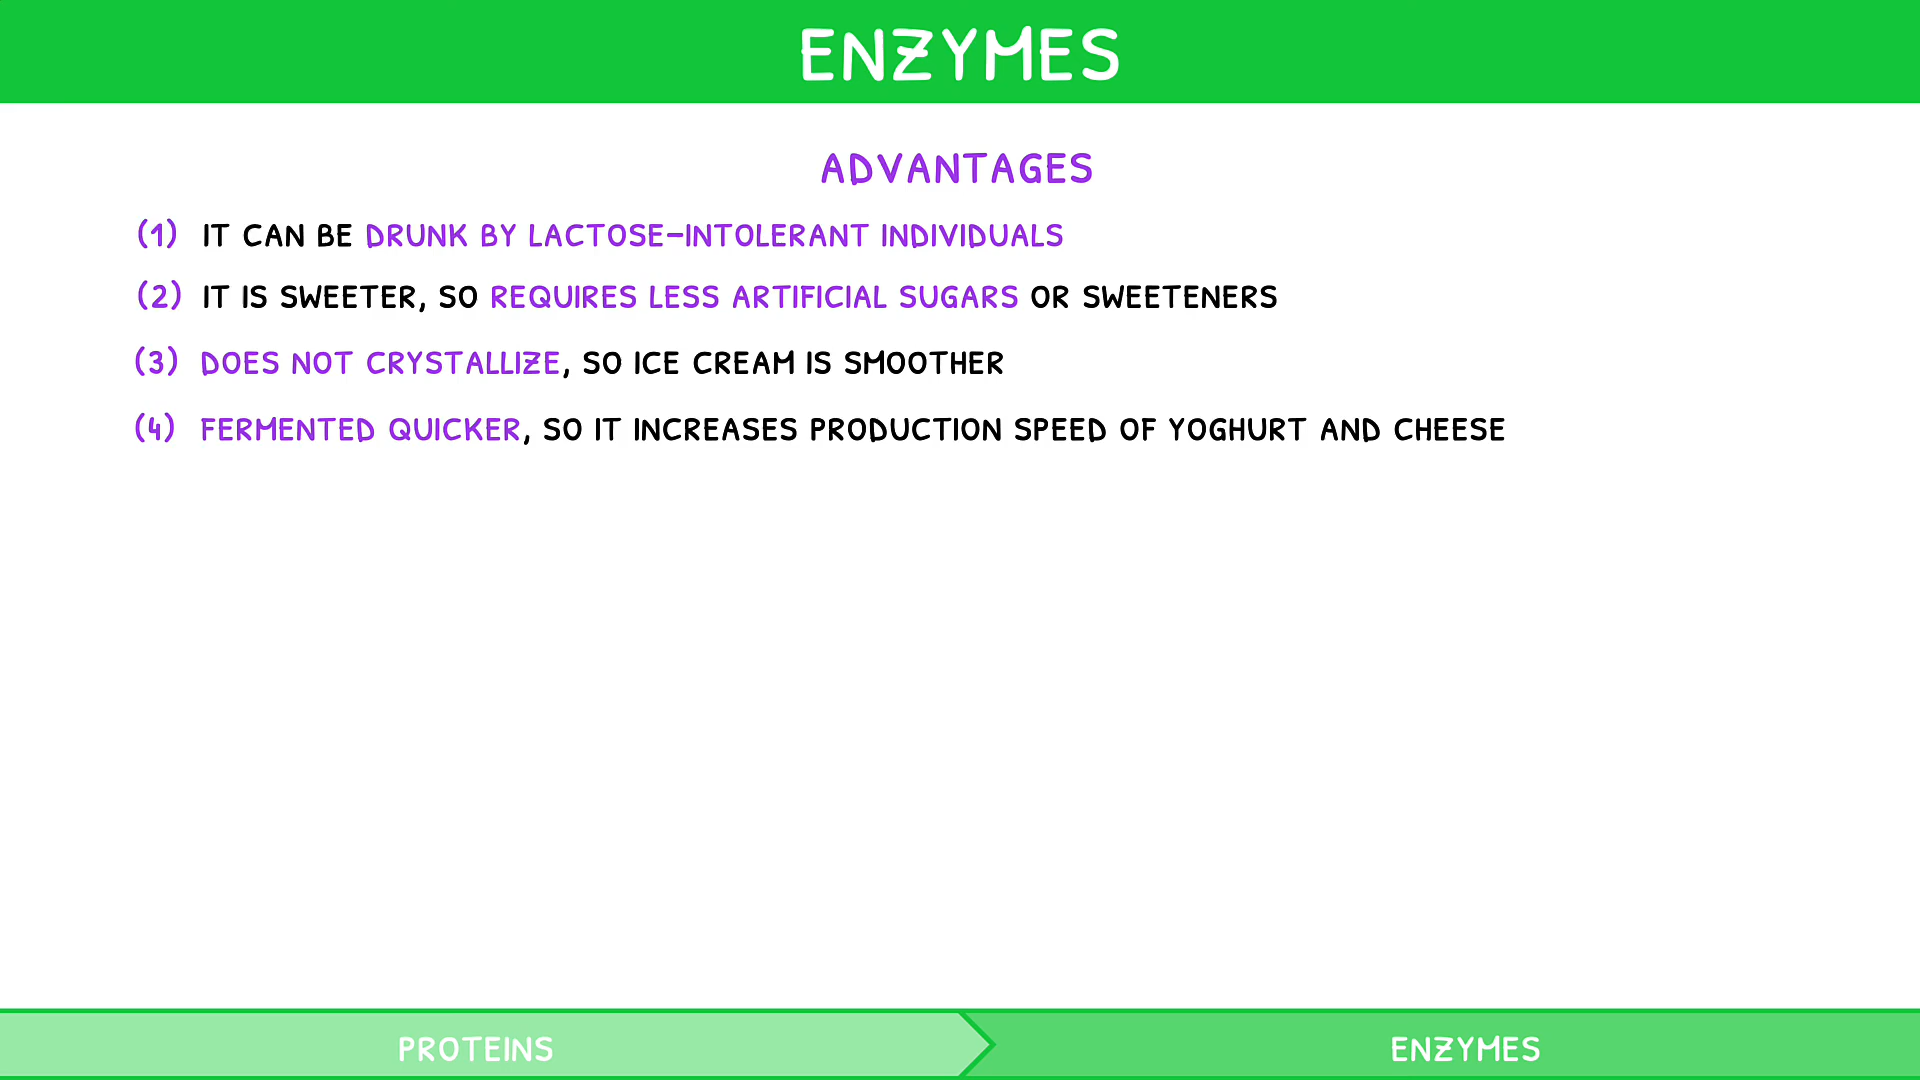 ENZYMES
ADVANTAGES
(1) IT CAN BE DRUNK BY LACTOSE-INTOLERANT INDIVIDUALS
(2) IT IS SWEETER, SO REQUIRES LESS ARTIFICIAL SUGARS OR SWEETENERS
(3) DOES NOT CRYSTALLIZE, SO ICE CREAM IS SMOOTHER
(4) FERMENTED QUICKER, SO IT INCREASES PRODUCTION SPEED OF YOGHURT AND CHEESE
PROTEINS
ENZYMES